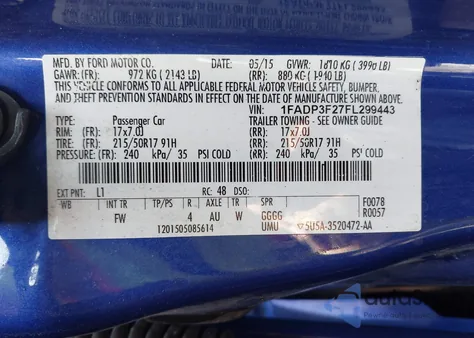 MFD. BY FORD MOTOR CO. DATE: 05/15 GVWR: 1810 KG (3990 LB)
GAWR: (FR): 972 KG (2143 LB) (RR): 880 KG (1940 LB)
THIS VEHICLE CONFORMS TO ALL APPLICABLE FEDERAL MOTOR VEHICLE SAFETY, BUMPER,
AND THEFT PREVENTION STANDARDS IN EFFECT ON THE DATE OF MANUFACTURE SHOWN ABOVE.
VIN: 1FADP3F27FL299443
TYPE: Passenger Car TRAILER TOWING - SEE OWNER GUIDE
RIM: (FR) 17x7.0J (RR): 17x7.0J
TIRE: (FR) 215/50R17 91H (RR): 215/50R17 91H
PRESSURE: (FR) 240 kPa/ 35 PSI COLD (RR) 240 kPa/ 35 PSI COLD
EXT PNT: L1 RC: 48 DSO: F0078
WB INT TR TP/PS R AXLE TR SPR R0057
FW 4 AU W GGGG
1201505085614 UMU 5U5A-3520472-AA